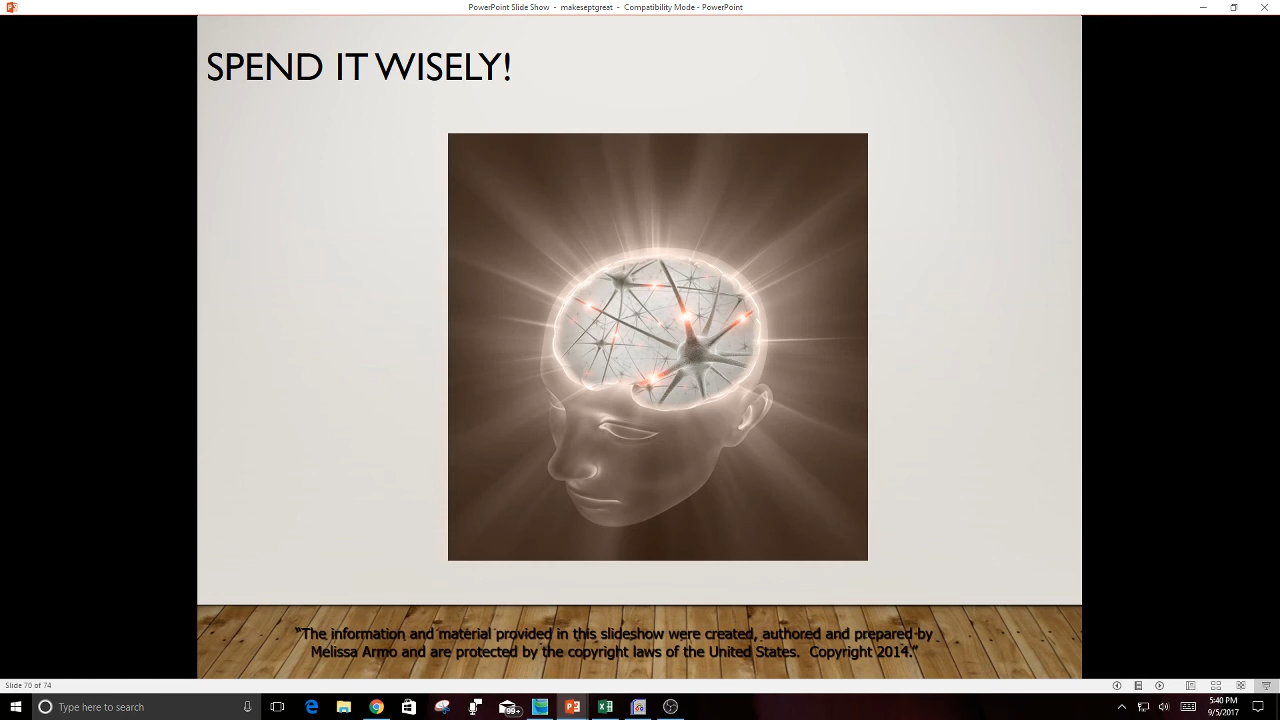 PowerPoint Slide Show - makeseptgreat - Compatibility Mode - PowerPoint
SPEND IT WISELY!
“The information and material provided in this slideshow were created, authored and prepared by
Melissa Armo and are protected by the copyright laws of the United States. Copyright 2014.”
Slide 70 of 74
Type here to search
99+
5:40 PM
9/5/2017